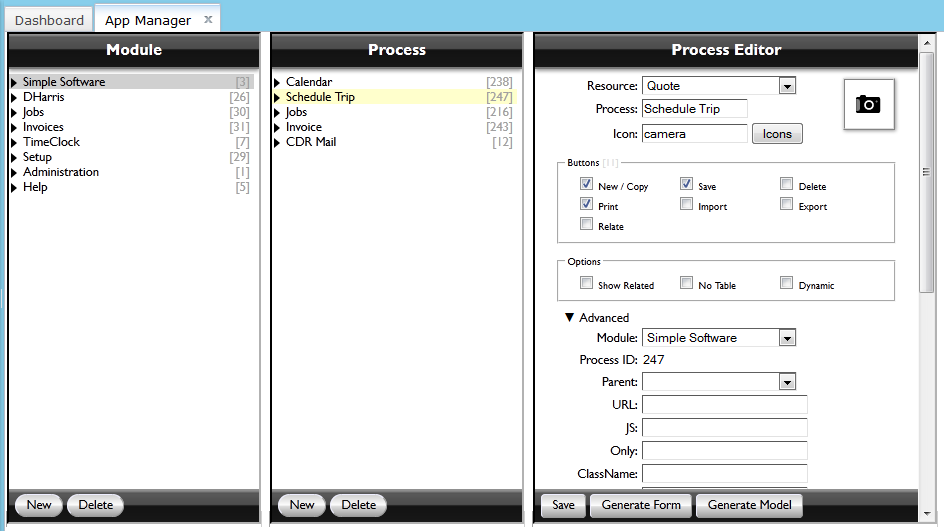 Dashboard App Manager x
Module
Simple Software [3]
DHarris [26]
Jobs [30]
Invoices [31]
TimeClock [7]
Setup [29]
Administration [1]
Help [5]
New Delete
Process
Calendar [238]
Schedule Trip [247]
Jobs [216]
Invoice [243]
CDR Mail [12]
New Delete
Process Editor
Resource: Quote
Process: Schedule Trip
Icon: camera Icons
Buttons [11]
New / Copy Save Delete
Print Import Export
Relate
Options
Show Related No Table Dynamic
Advanced
Module: Simple Software
Process ID: 247
Parent:
URL:
JS:
Only:
ClassName:
Save Generate Form Generate Model